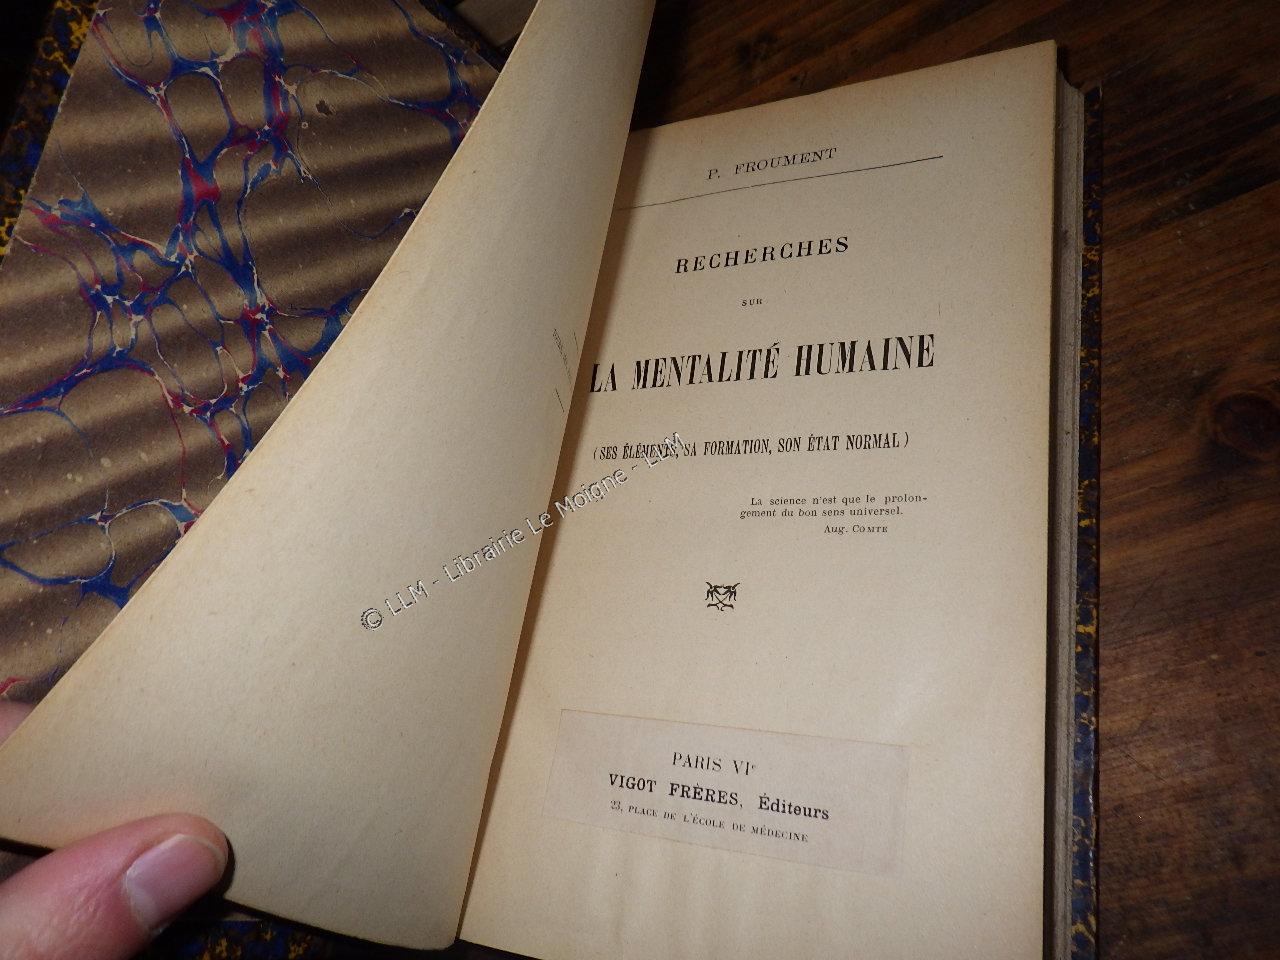 P. FROUMENT
RECHERCHES
SUR
LA MENTALITÉ HUMAINE
(SES ÉLÉMENTS, SA FORMATION, SON ÉTAT NORMAL)
La science n'est que le prolon-
gement du bon sens universel.
Aug. COMTE
© LLM - Librairie Le Moigne - LLM
PARIS VIᵉ
VIGOT FRÈRES, Éditeurs
23, PLACE DE L'ÉCOLE DE MÉDECINE